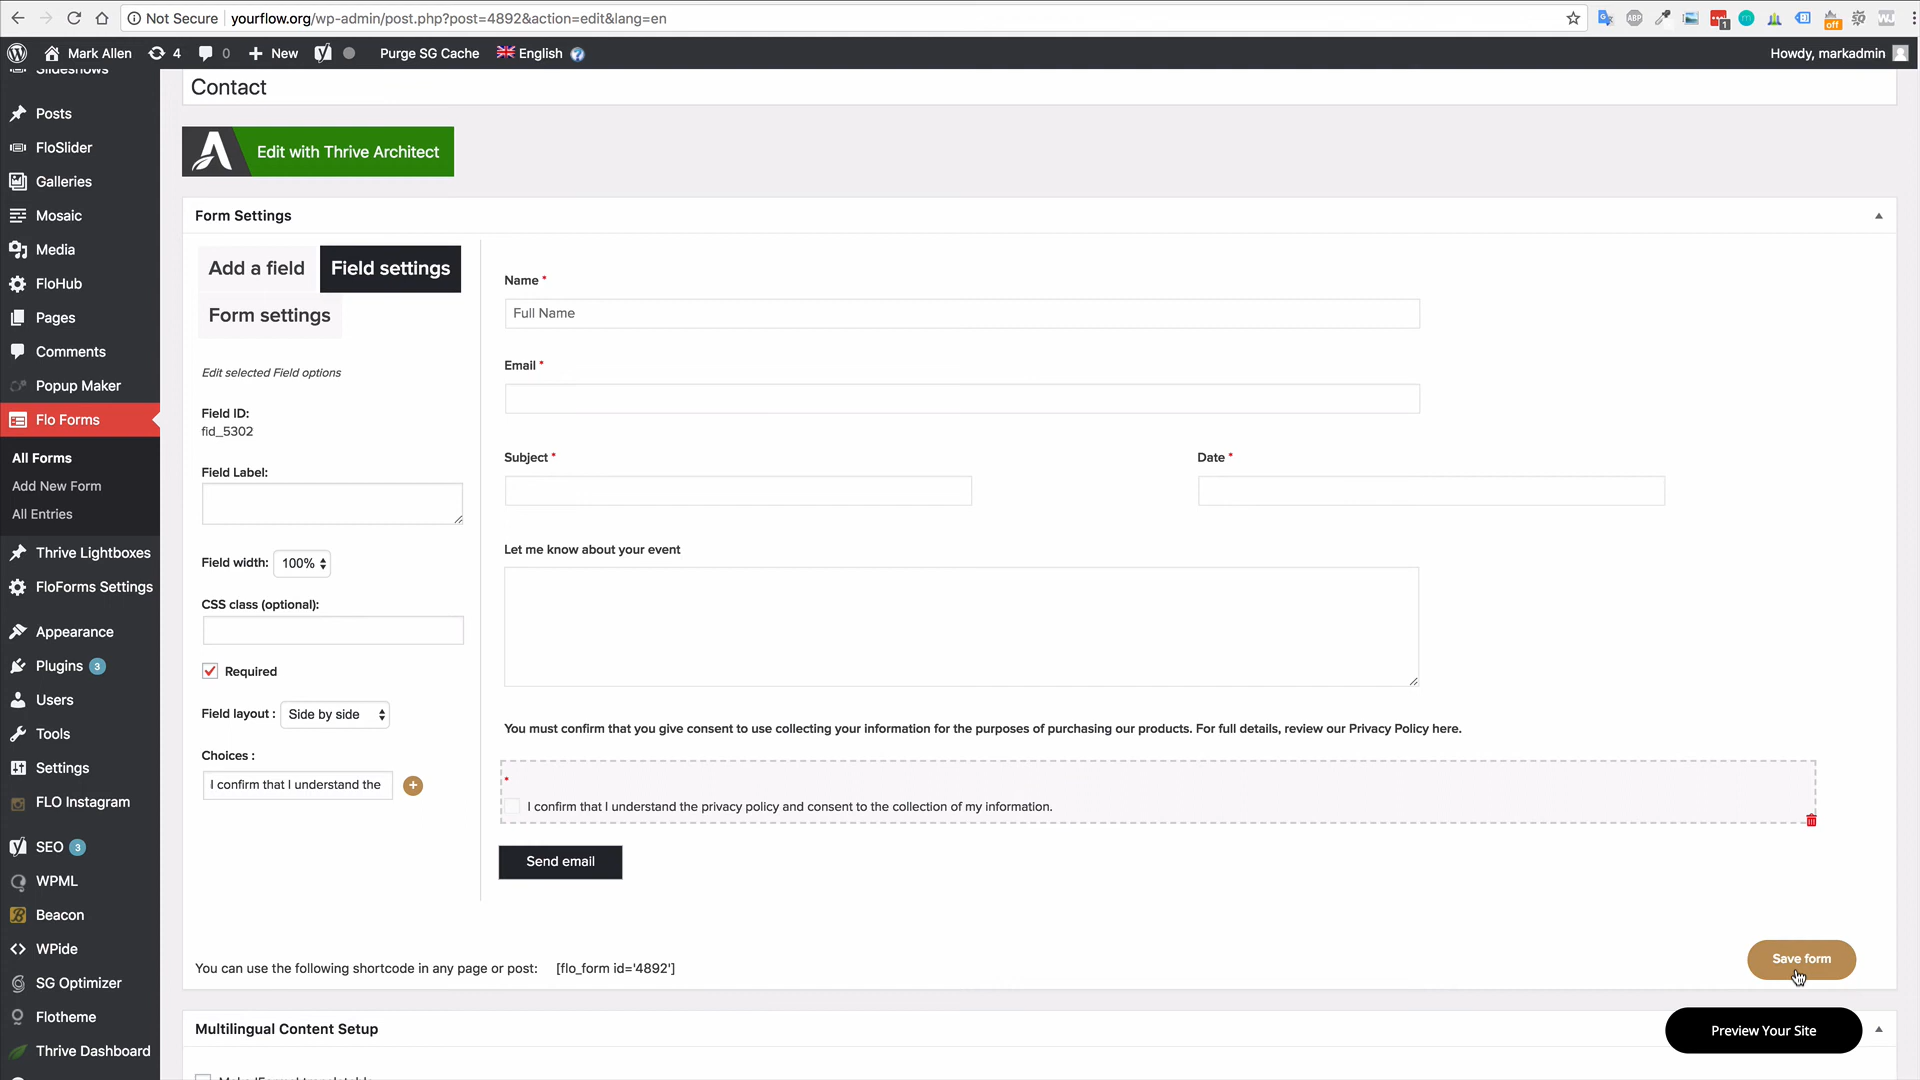 Not Secure | yourflow.org/wp-admin/post.php?post=4892&action=edit&lang=en
ABP
1
off
Mark Allen
4
0
New
Purge SG Cache
English
Howdy, markadmin
Slideshows
Posts
FloSlider
Galleries
Mosaic
Media
FloHub
Pages
Comments
Popup Maker
Flo Forms
All Forms
Add New Form
All Entries
Thrive Lightboxes
FloForms Settings
Appearance
Plugins 3
Users
Tools
Settings
FLO Instagram
SEO 3
WPML
Beacon
WPide
SG Optimizer
Flotheme
Thrive Dashboard
Contact
Edit with Thrive Architect
Form Settings
Add a field
Field settings
Form settings
Edit selected Field options
Field ID:
fid_5302
Field Label:
Field width: 100%
CSS class (optional):
Required
Field layout : Side by side
Choices :
I confirm that I understand the
Name *
Full Name
Email *
Subject *
Date *
Let me know about your event
You must confirm that you give consent to use collecting your information for the purposes of purchasing our products. For full details, review our Privacy Policy here.
*
I confirm that I understand the privacy policy and consent to the collection of my information.
Send email
You can use the following shortcode in any page or post: [flo_form id='4892']
Save form
Multilingual Content Setup
Preview Your Site